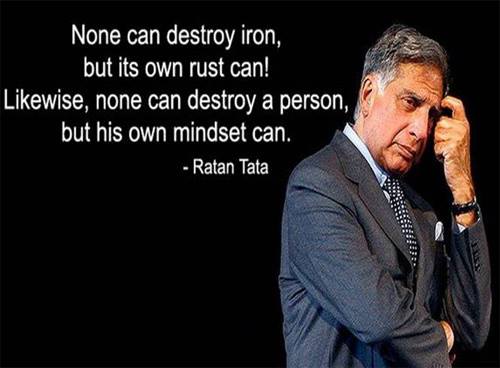 None can destroy iron,
but its own rust can!
Likewise, none can destroy a person,
but his own mindset can.
- Ratan Tata